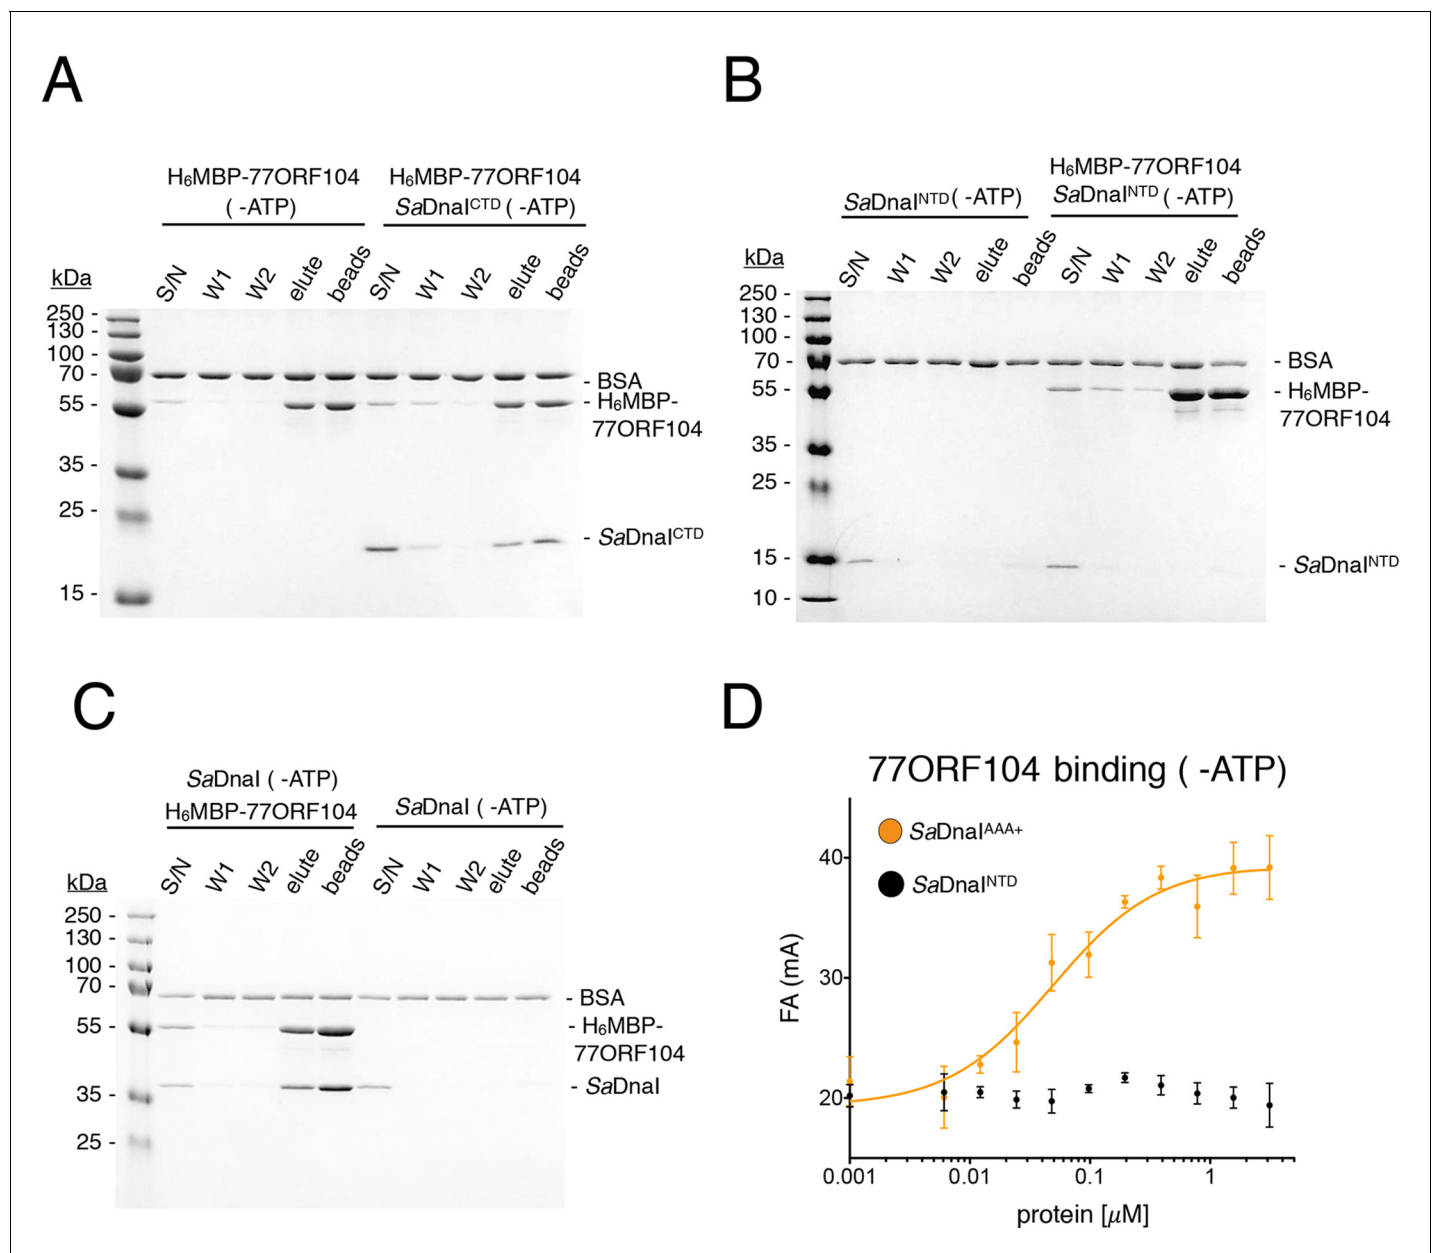 A
H₆MBP-77ORF104
( -ATP)
H₆MBP-77ORF104
SaDnaIᶜᵀᴰ ( -ATP)
kDa
S/N
W1
W2
elute
beads
S/N
W1
W2
elute
beads
250 -
130 -
100 -
70 -
55 -
35 -
25 -
15 -
- BSA
- H₆MBP-
77ORF104
- SaDnaIᶜᵀᴰ
B
SaDnaIᴺᵀᴰ ( -ATP)
H₆MBP-77ORF104
SaDnaIᴺᵀᴰ ( -ATP)
kDa
S/N
W1
W2
elute
beads
S/N
W1
W2
elute
beads
250 -
130 -
100 -
70 -
55 -
35 -
25 -
15 -
10 -
- BSA
- H₆MBP-
77ORF104
- SaDnaIᴺᵀᴰ
C
SaDnaI ( -ATP)
H₆MBP-77ORF104
SaDnaI ( -ATP)
kDa
S/N
W1
W2
elute
beads
S/N
W1
W2
elute
beads
250 -
130 -
100 -
70 -
55 -
35 -
25 -
- BSA
- H₆MBP-
77ORF104
- SaDnaI
D
77ORF104 binding ( -ATP)
SaDnaIᴬᴬᴬ⁺
SaDnaIᴺᵀᴰ
FA (mA)
40
30
20
0.001
0.01
0.1
1
protein [μM]